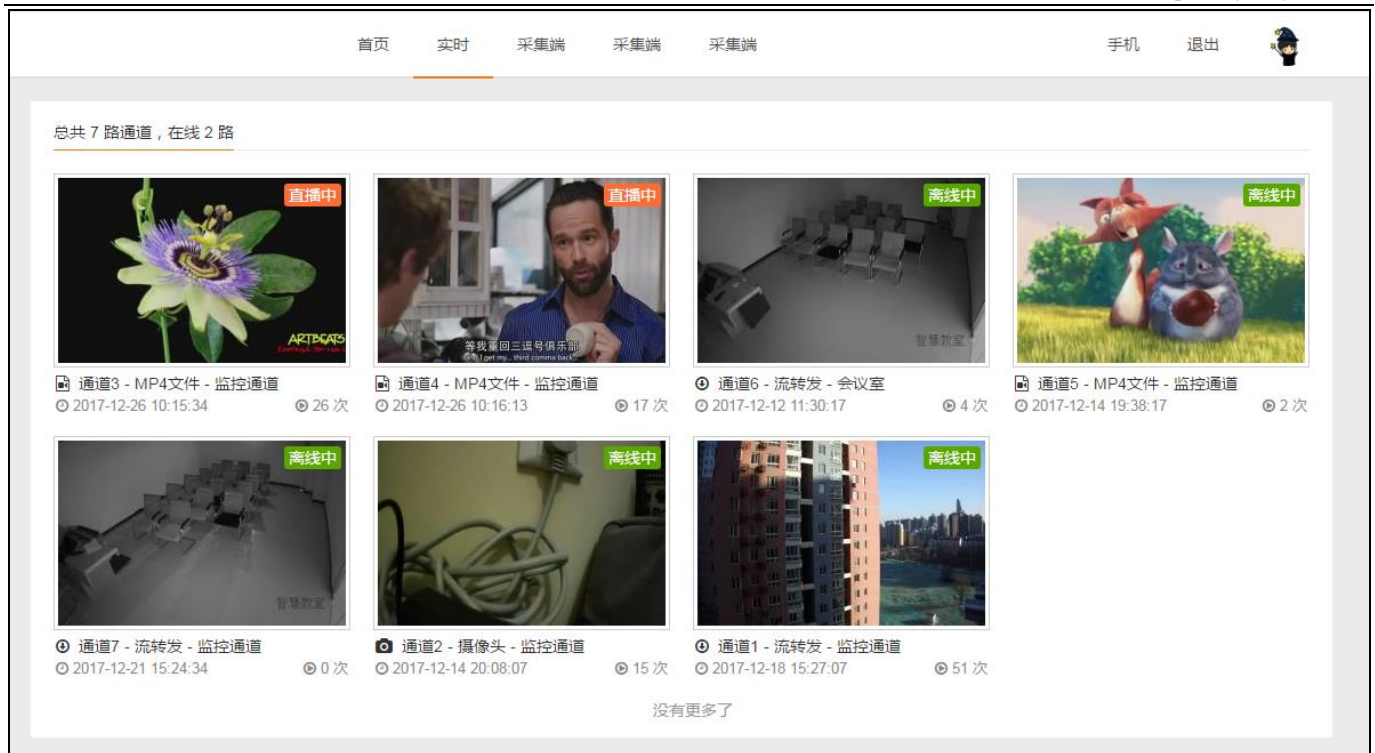 首页 实时 采集端 采集端 采集端 手机 退出
总共 7 路通道，在线 2 路
直播中 直播中 离线中 离线中
ARTBEATS
等我重回三逗号俱乐部
I get my... third comma back...
智慧教室
通道3 - MP4文件 - 监控通道 通道4 - MP4文件 - 监控通道 通道6 - 流转发 - 会议室 通道5 - MP4文件 - 监控通道
2017-12-26 10:15:34 26 次 2017-12-26 10:16:13 17 次 2017-12-12 11:30:17 4 次 2017-12-14 19:38:17 2 次
离线中 离线中 离线中
智慧教室
通道7 - 流转发 - 监控通道 通道2 - 摄像头 - 监控通道 通道1 - 流转发 - 监控通道
2017-12-21 15:24:34 0 次 2017-12-14 20:08:07 15 次 2017-12-18 15:27:07 51 次
没有更多了